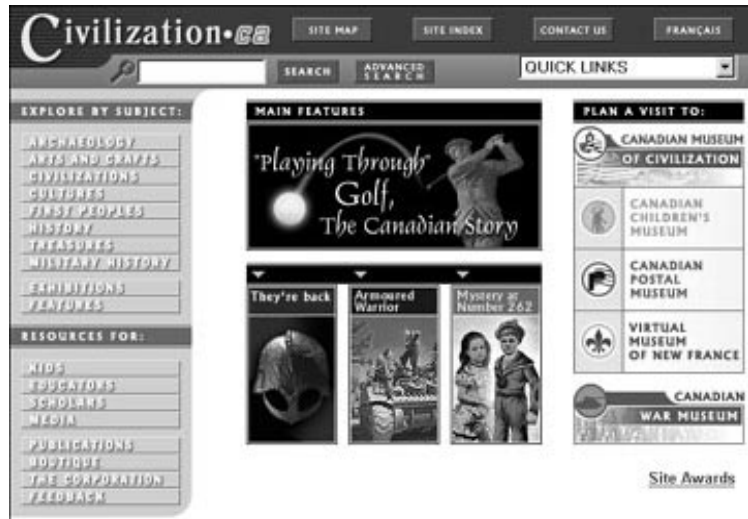 Civilization.ca
SITE MAP
SITE INDEX
CONTACT US
FRANÇAIS
SEARCH
ADVANCED
SEARCH
QUICK LINKS
EXPLORE BY SUBJECT:
ARCHAEOLOGY
ARTS AND CRAFTS
CIVILIZATIONS
CULTURES
FIRST PEOPLES
HISTORY
TREASURES
MILITARY HISTORY
EXHIBITIONS
FEATURES
RESOURCES FOR:
KIDS
EDUCATORS
SCHOLARS
MEDIA
PUBLICATIONS
BOUTIQUE
THE CORPORATION
FEEDBACK
MAIN FEATURES
"Playing Through"
Golf,
The Canadian Story
They're back
Armoured
Warrior
Mystery at
Number 262
PLAN A VISIT TO:
CANADIAN MUSEUM
OF CIVILIZATION
CANADIAN
CHILDREN'S
MUSEUM
CANADIAN
POSTAL
MUSEUM
VIRTUAL
MUSEUM
OF NEW FRANCE
CANADIAN
WAR MUSEUM
Site Awards